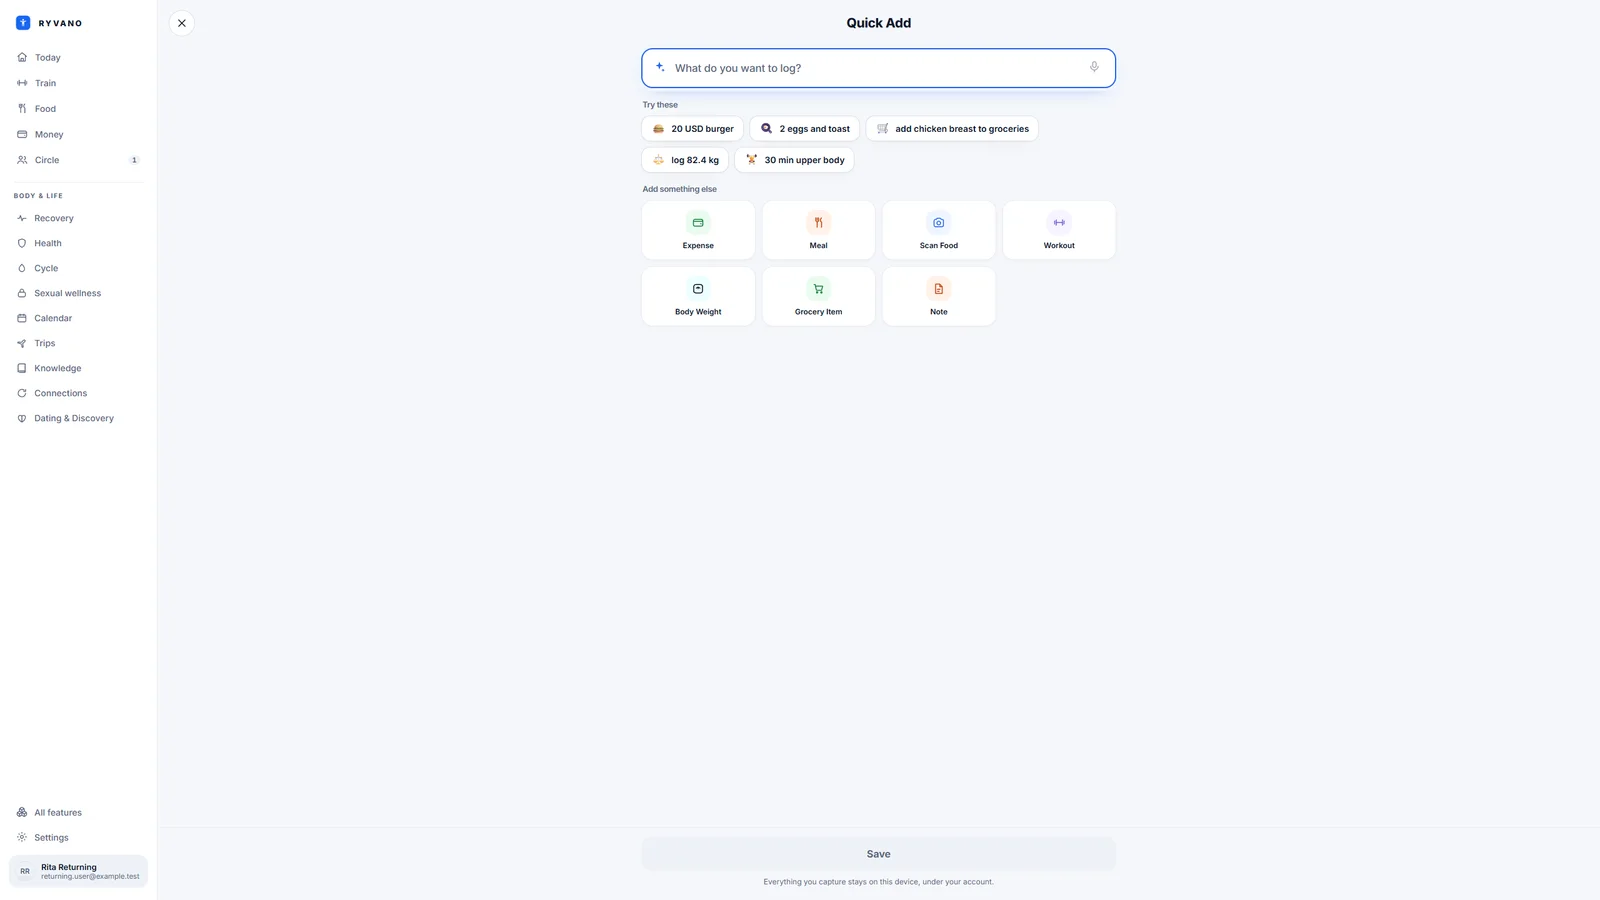 RYVANO
Today
Train
Food
Money
Circle 1
BODY & LIFE
Recovery
Health
Cycle
Sexual wellness
Calendar
Trips
Knowledge
Connections
Dating & Discovery
All features
Settings
RR
Rita Returning
returning.user@example.test
Quick Add
What do you want to log?
Try these
20 USD burger
2 eggs and toast
add chicken breast to groceries
log 82.4 kg
30 min upper body
Add something else
Expense
Meal
Scan Food
Workout
Body Weight
Grocery Item
Note
Save
Everything you capture stays on this device, under your account.